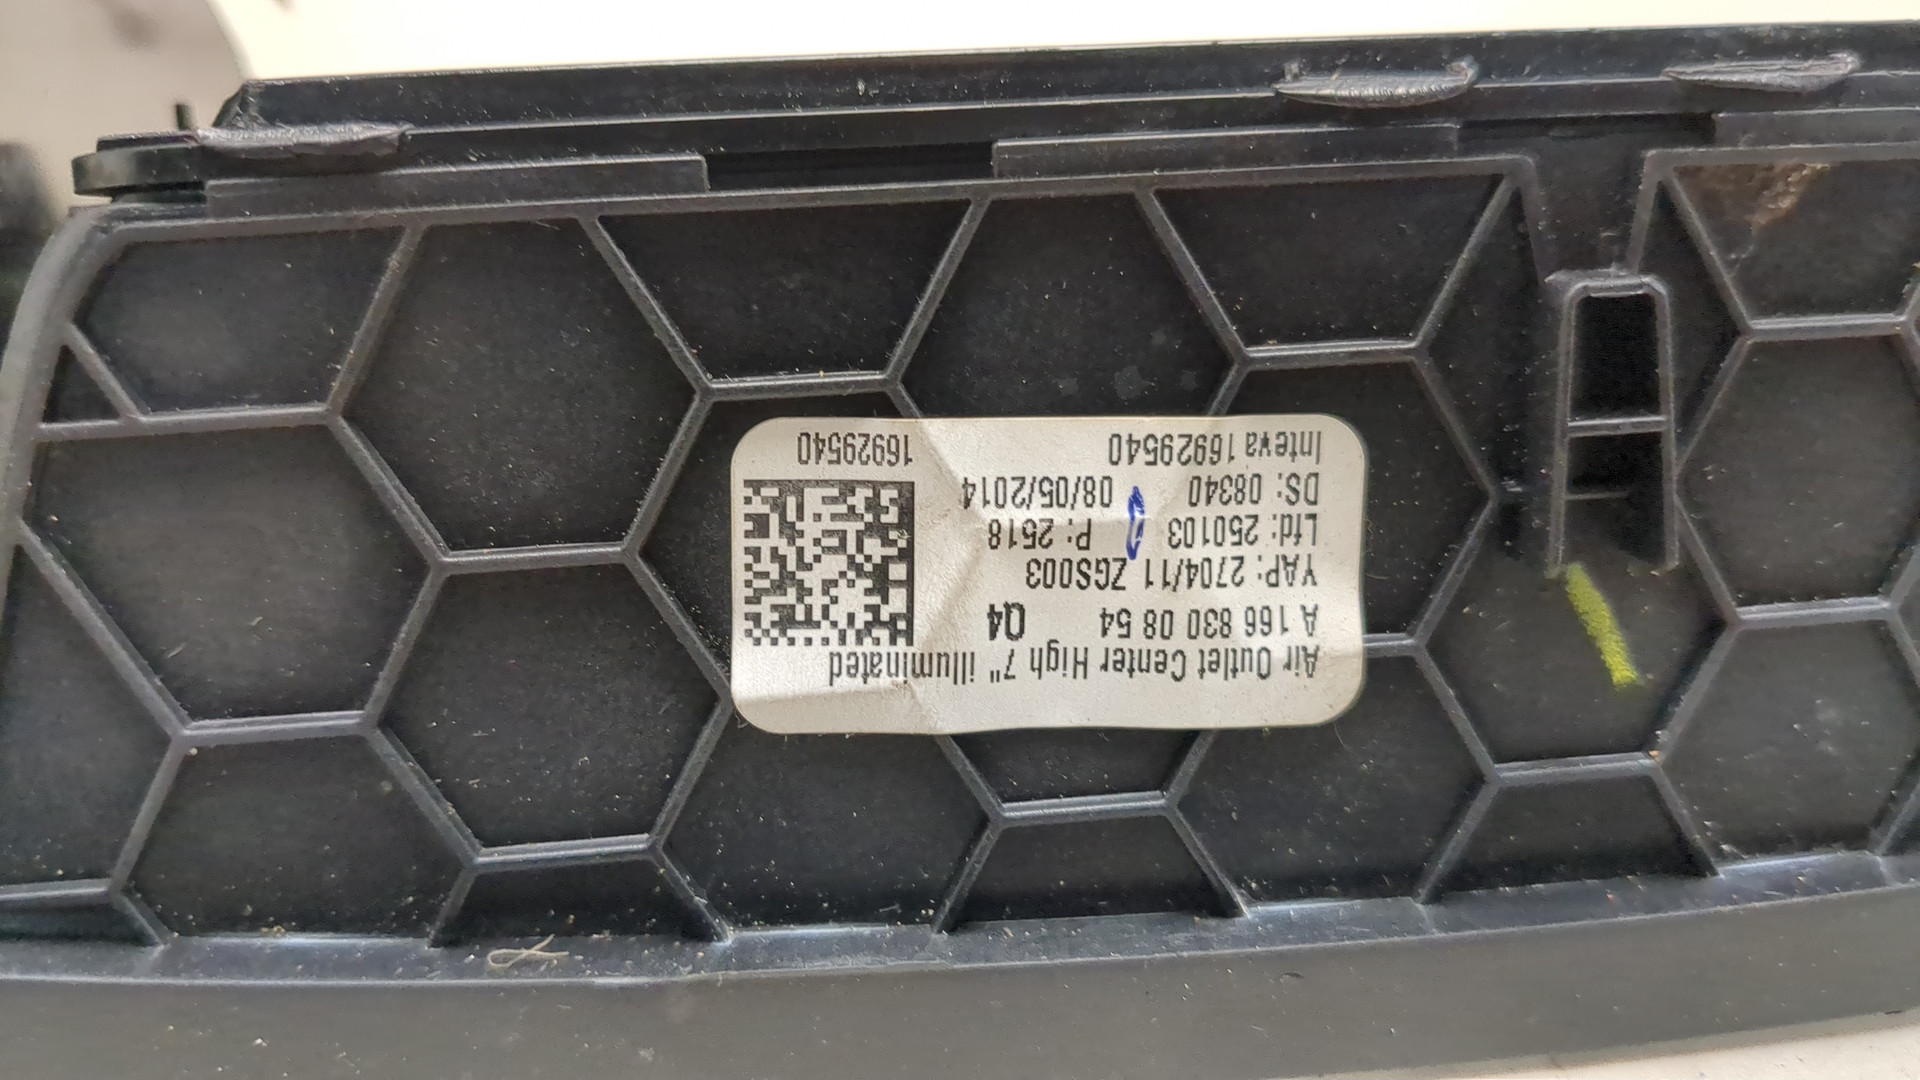 Air Outlet Center High 7" illuminated
A 166 830 08 54 Q4
YAP: 2704/11 ZGS003
Lfd: 250103 P: 2518
DS: 08340 08/05/2014
Inteva 16929540 16929540